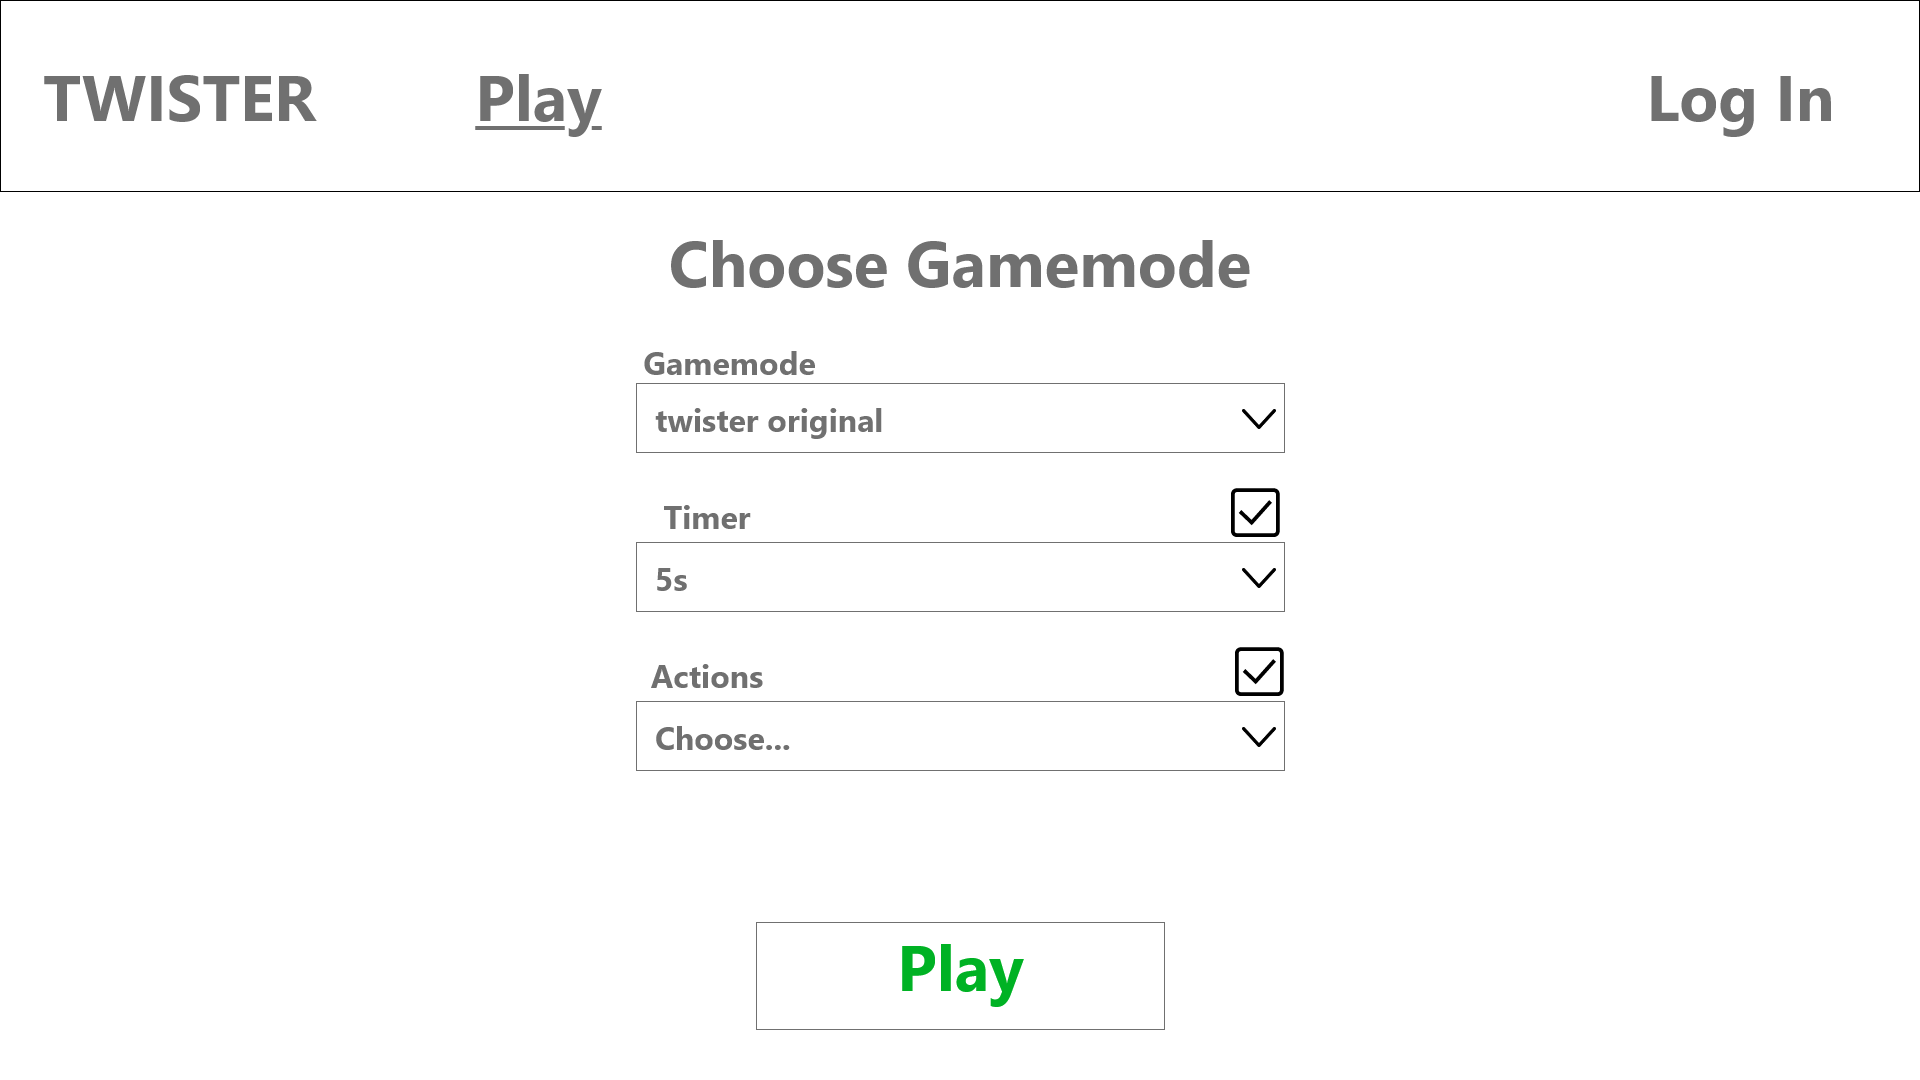 TWISTER Play Log In
Choose Gamemode
Gamemode
twister original
Timer
5s
Actions
Choose...
Play